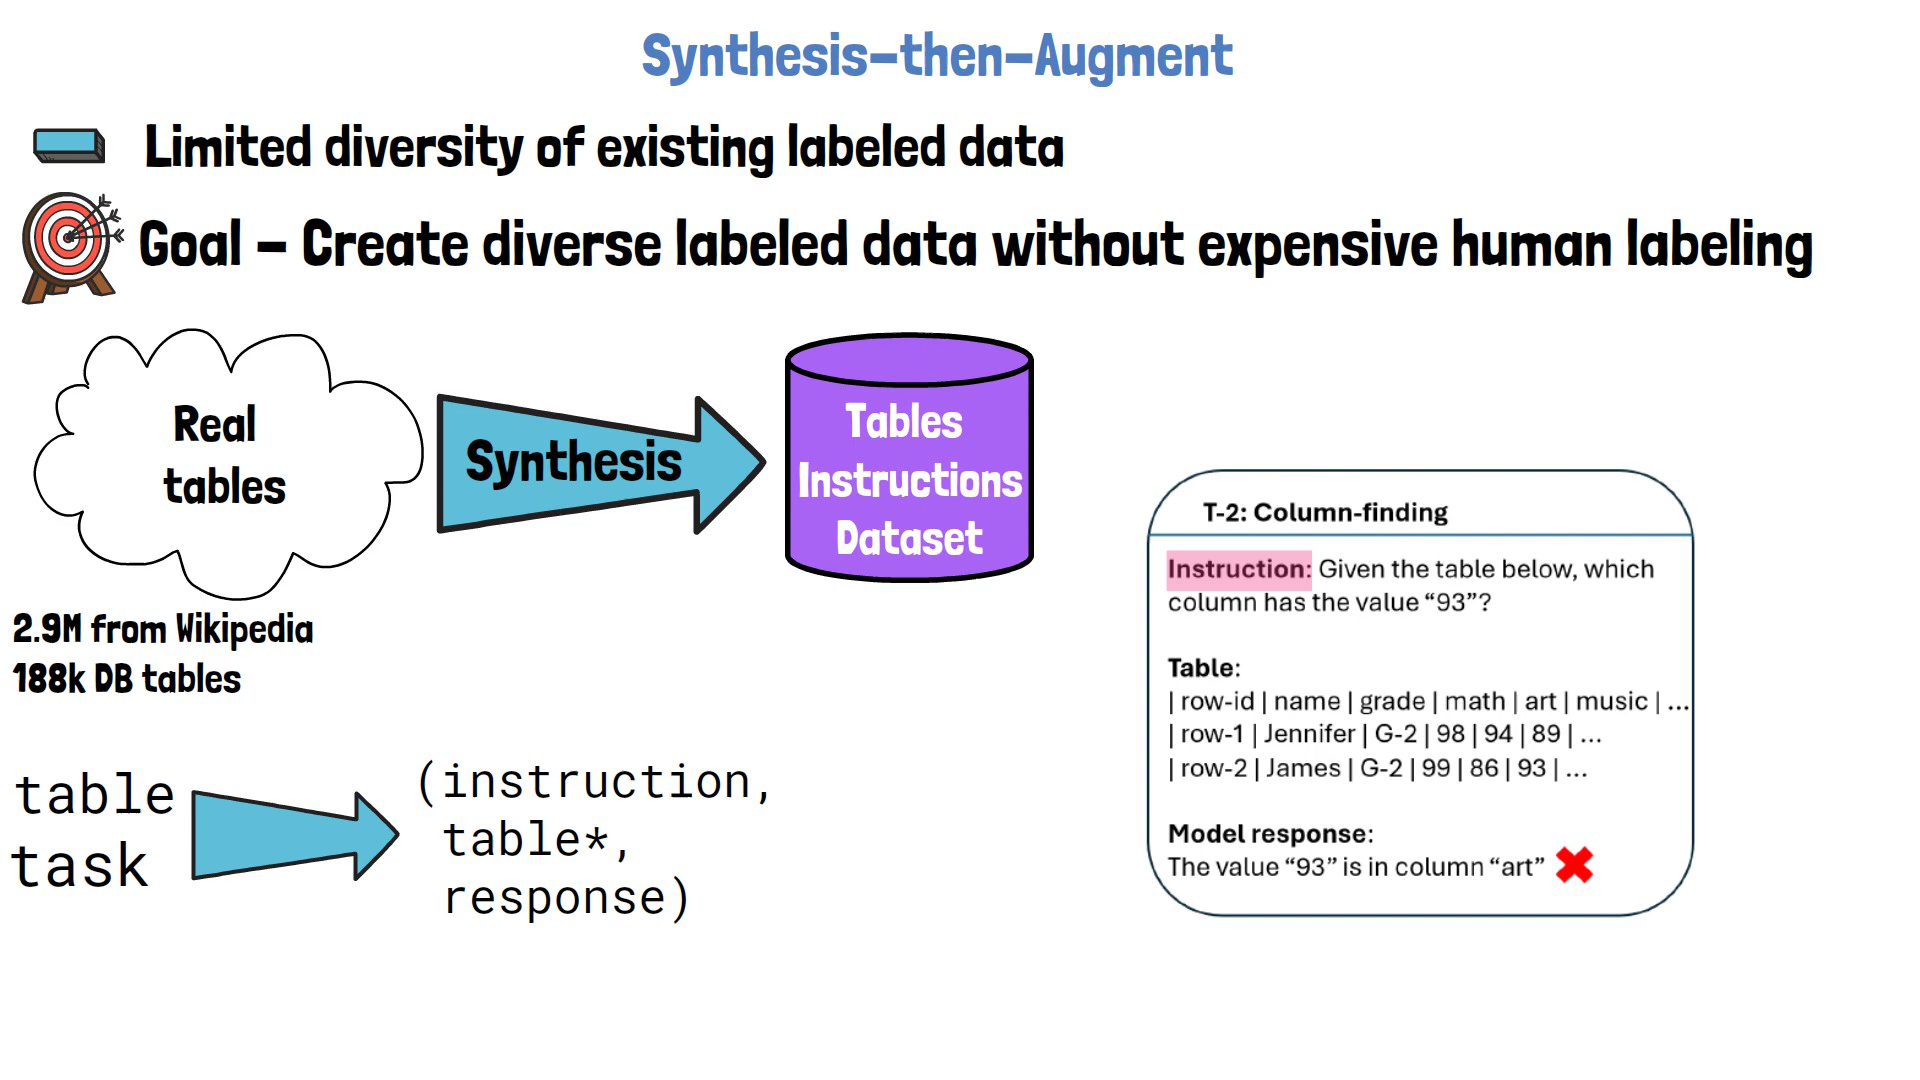 Synthesis-then-Augment
Limited diversity of existing labeled data
Goal - Create diverse labeled data without expensive human labeling
Real
tables
Synthesis
Tables
Instructions
Dataset
2.9M from Wikipedia
188k DB tables
table
task
(instruction,
table*,
response)
T-2: Column-finding
Instruction: Given the table below, which
column has the value “93”?
Table:
| row-id | name | grade | math | art | music | ...
| row-1 | Jennifer | G-2 | 98 | 94 | 89 | ...
| row-2 | James | G-2 | 99 | 86 | 93 | ...
Model response:
The value “93” is in column “art”